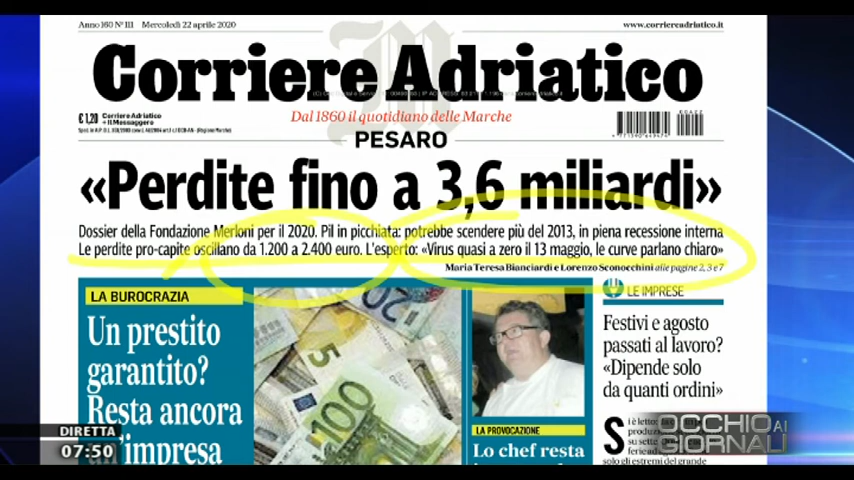 Anno 160 N° 111 Mercoledì 22 aprile 2020
www.corriereadriatico.it
Corriere Adriatico
€ 1,20
Corriere Adriatico
+ Il Messaggero
Dal 1860 il quotidiano delle Marche
PESARO
«Perdite fino a 3,6 miliardi»
Dossier della Fondazione Merloni per il 2020. Pil in picchiata: potrebbe scendere più del 2013, in piena recessione interna
Le perdite pro-capite oscillano da 1.200 a 2.400 euro. L'esperto: «Virus quasi a zero il 13 maggio, le curve parlano chiaro»
Maria Teresa Bianciardi e Lorenzo Sconocchini alle pagine 2, 3 e 7
LA BUROCRAZIA
Un prestito
garantito?
Resta ancora
un'impresa
5
100
LA PROVOCAZIONE
Lo chef resta
LE IMPRESE
Festivi e agosto
passati al lavoro?
«Dipende solo
da quanti ordini»
DIRETTA
07:50
OCCHIO AI
GIORNALI